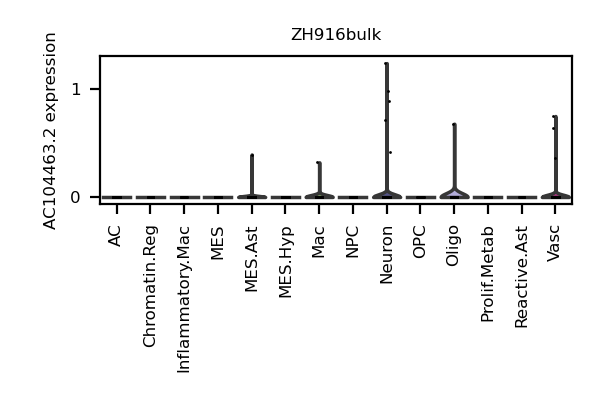 ZH916bulk
AC104463.2 expression
1
0
AC
Chromatin.Reg
Inflammatory.Mac
MES
MES.Ast
MES.Hyp
Mac
NPC
Neuron
OPC
Oligo
Prolif.Metab
Reactive.Ast
Vasc